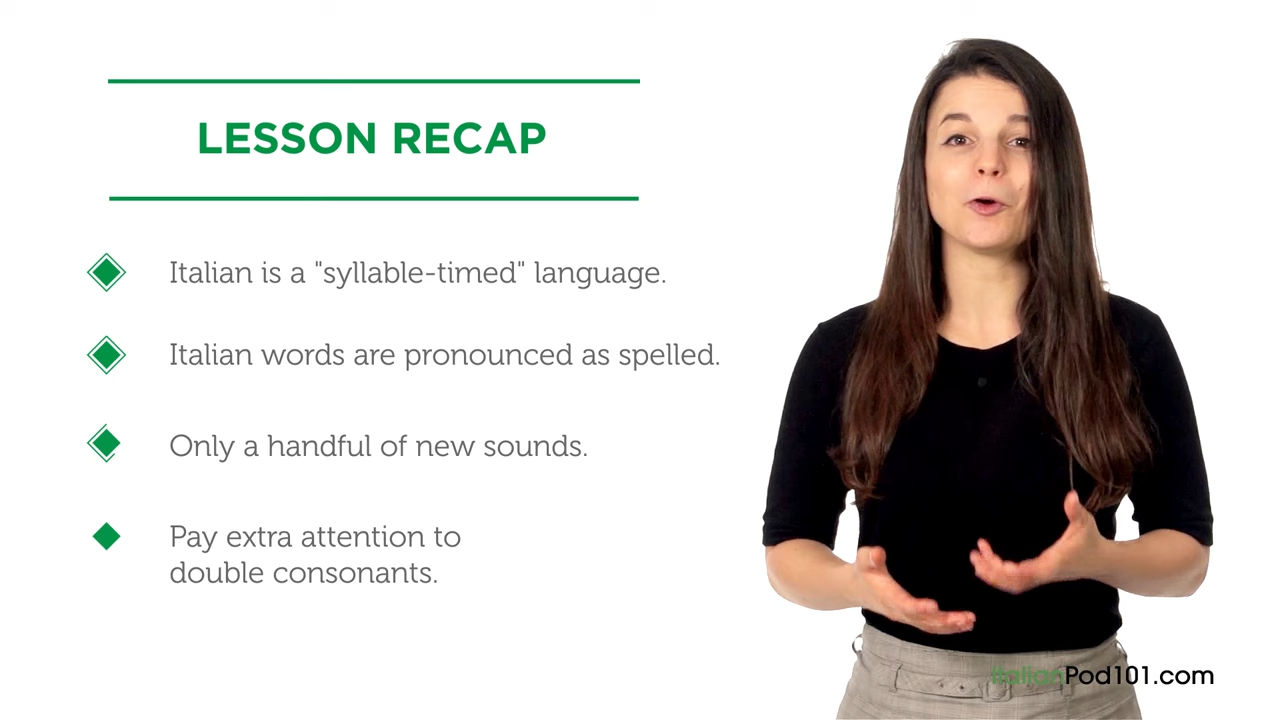 LESSON RECAP
Italian is a "syllable-timed" language.
Italian words are pronounced as spelled.
Only a handful of new sounds.
Pay extra attention to
double consonants.
ItalianPod101.com